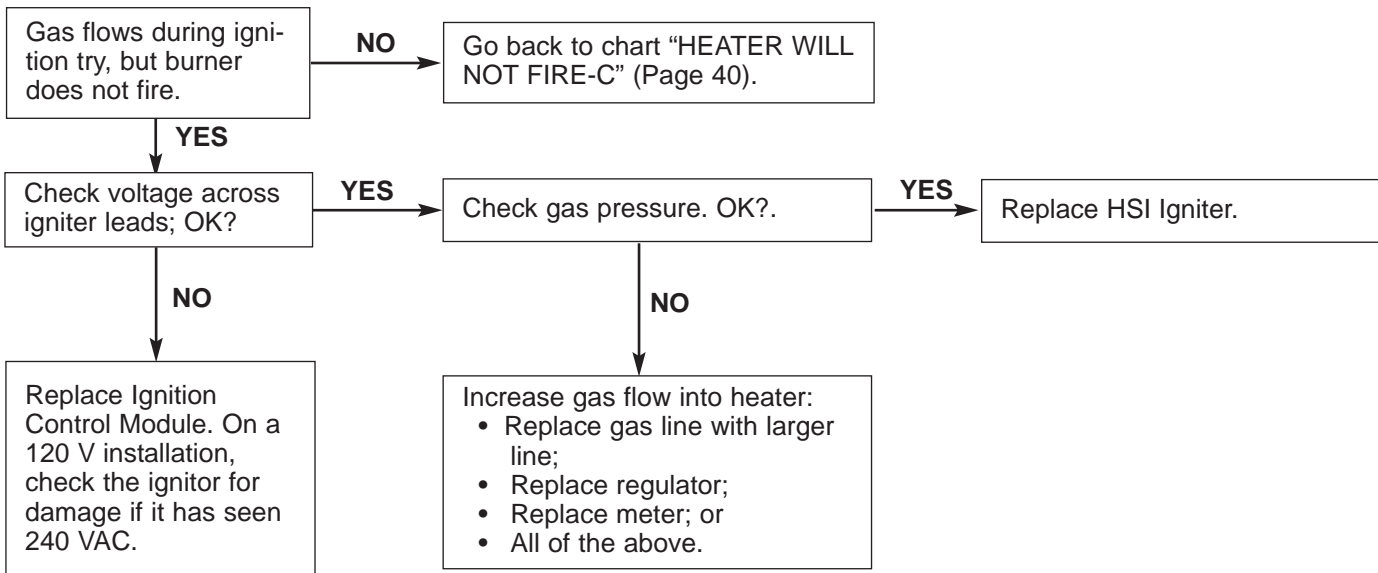 Gas flows during igni-
tion try, but burner
does not fire.
NO
Go back to chart “HEATER WILL
NOT FIRE-C” (Page 40).
YES
Check voltage across
igniter leads; OK?
YES
Check gas pressure. OK?.
YES
Replace HSI Igniter.
NO
NO
Replace Ignition
Control Module. On a
120 V installation,
check the ignitor for
damage if it has seen
240 VAC.
Increase gas flow into heater:
• Replace gas line with larger
line;
• Replace regulator;
• Replace meter; or
• All of the above.